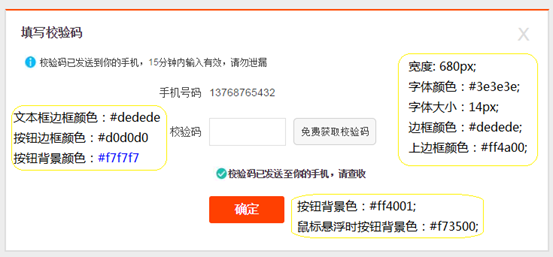 填写校验码
X
校验码已发送到你的手机，15分钟内输入有效，请勿泄漏
宽度: 680px;
字体颜色：#3e3e3e;
字体大小：14px;
边框颜色：#dedede;
上边框颜色：#ff4a00;
手机号码 13768765432
文本框边框颜色：#dedede
按钮边框颜色：#d0d0d0
按钮背景颜色：#f7f7f7
校验码 免费获取校验码
校验码已发送至你的手机，请查收
确定
按钮背景色：#ff4001;
鼠标悬浮时按钮背景色：#f73500;